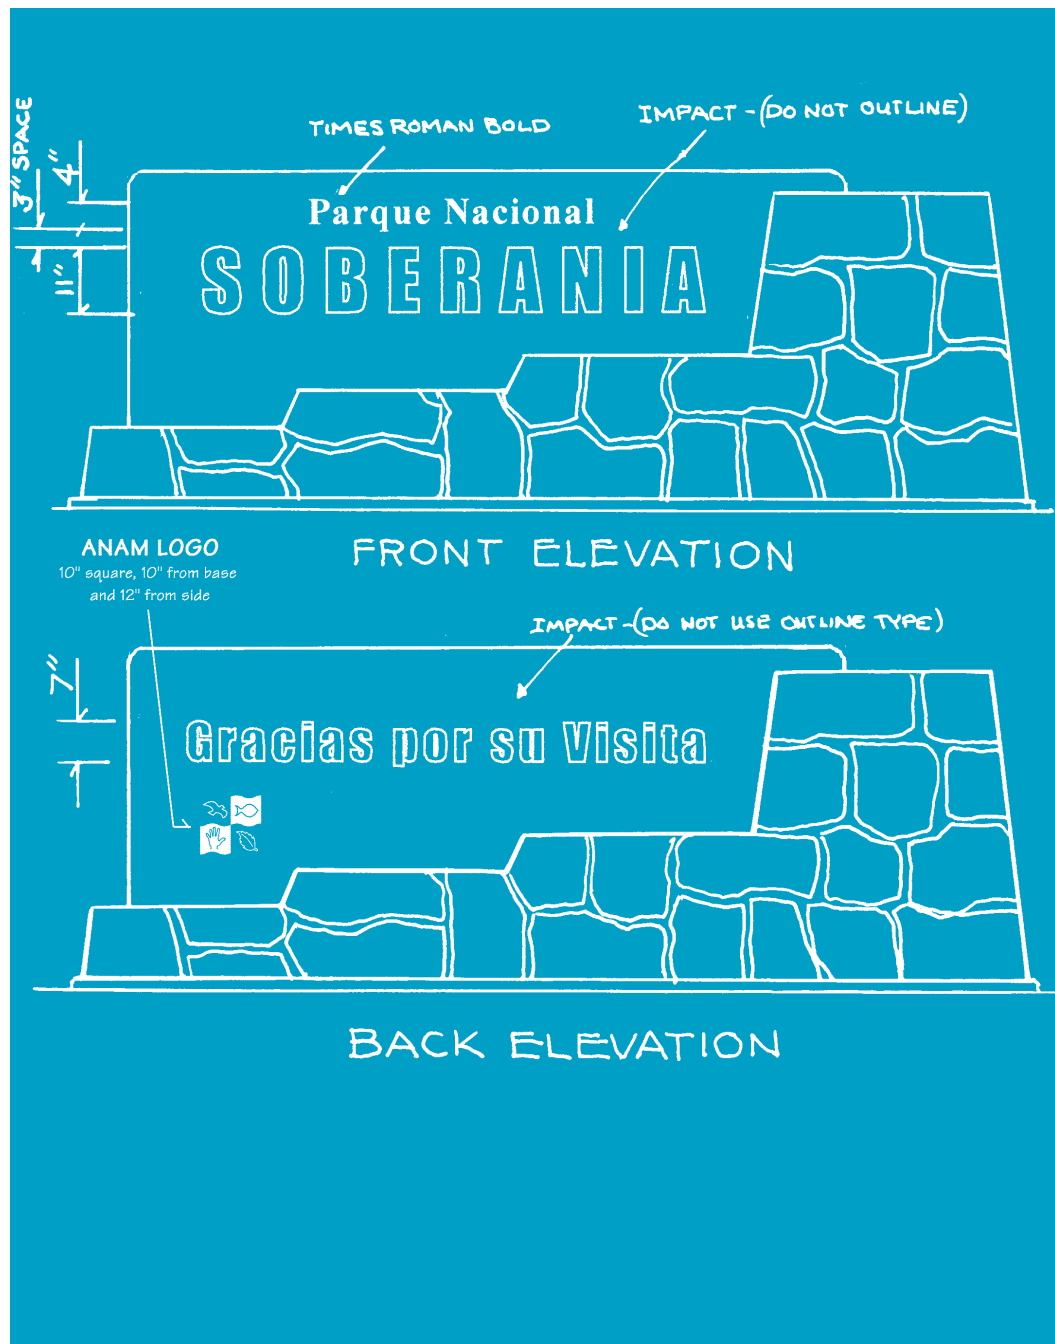 TIMES ROMAN BOLD
IMPACT - (DO NOT OUTLINE)
3" SPACE
4"
11"
Parque Nacional
SOBERANIA
FRONT ELEVATION
ANAM LOGO
10" square, 10" from base
and 12" from side
IMPACT - (DO NOT USE OUTLINE TYPE)
7"
Gracias por su Visita
BACK ELEVATION